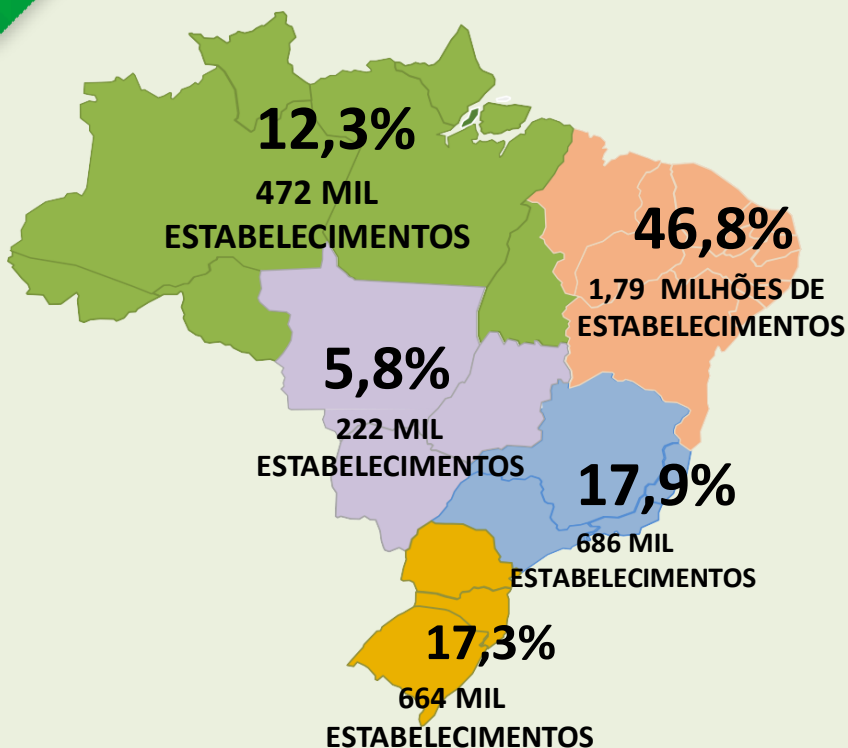 12,3%
472 MIL
ESTABELECIMENTOS
46,8%
1,79 MILHÕES DE
ESTABELECIMENTOS
5,8%
222 MIL
ESTABELECIMENTOS
17,9%
686 MIL
ESTABELECIMENTOS
17,3%
664 MIL
ESTABELECIMENTOS